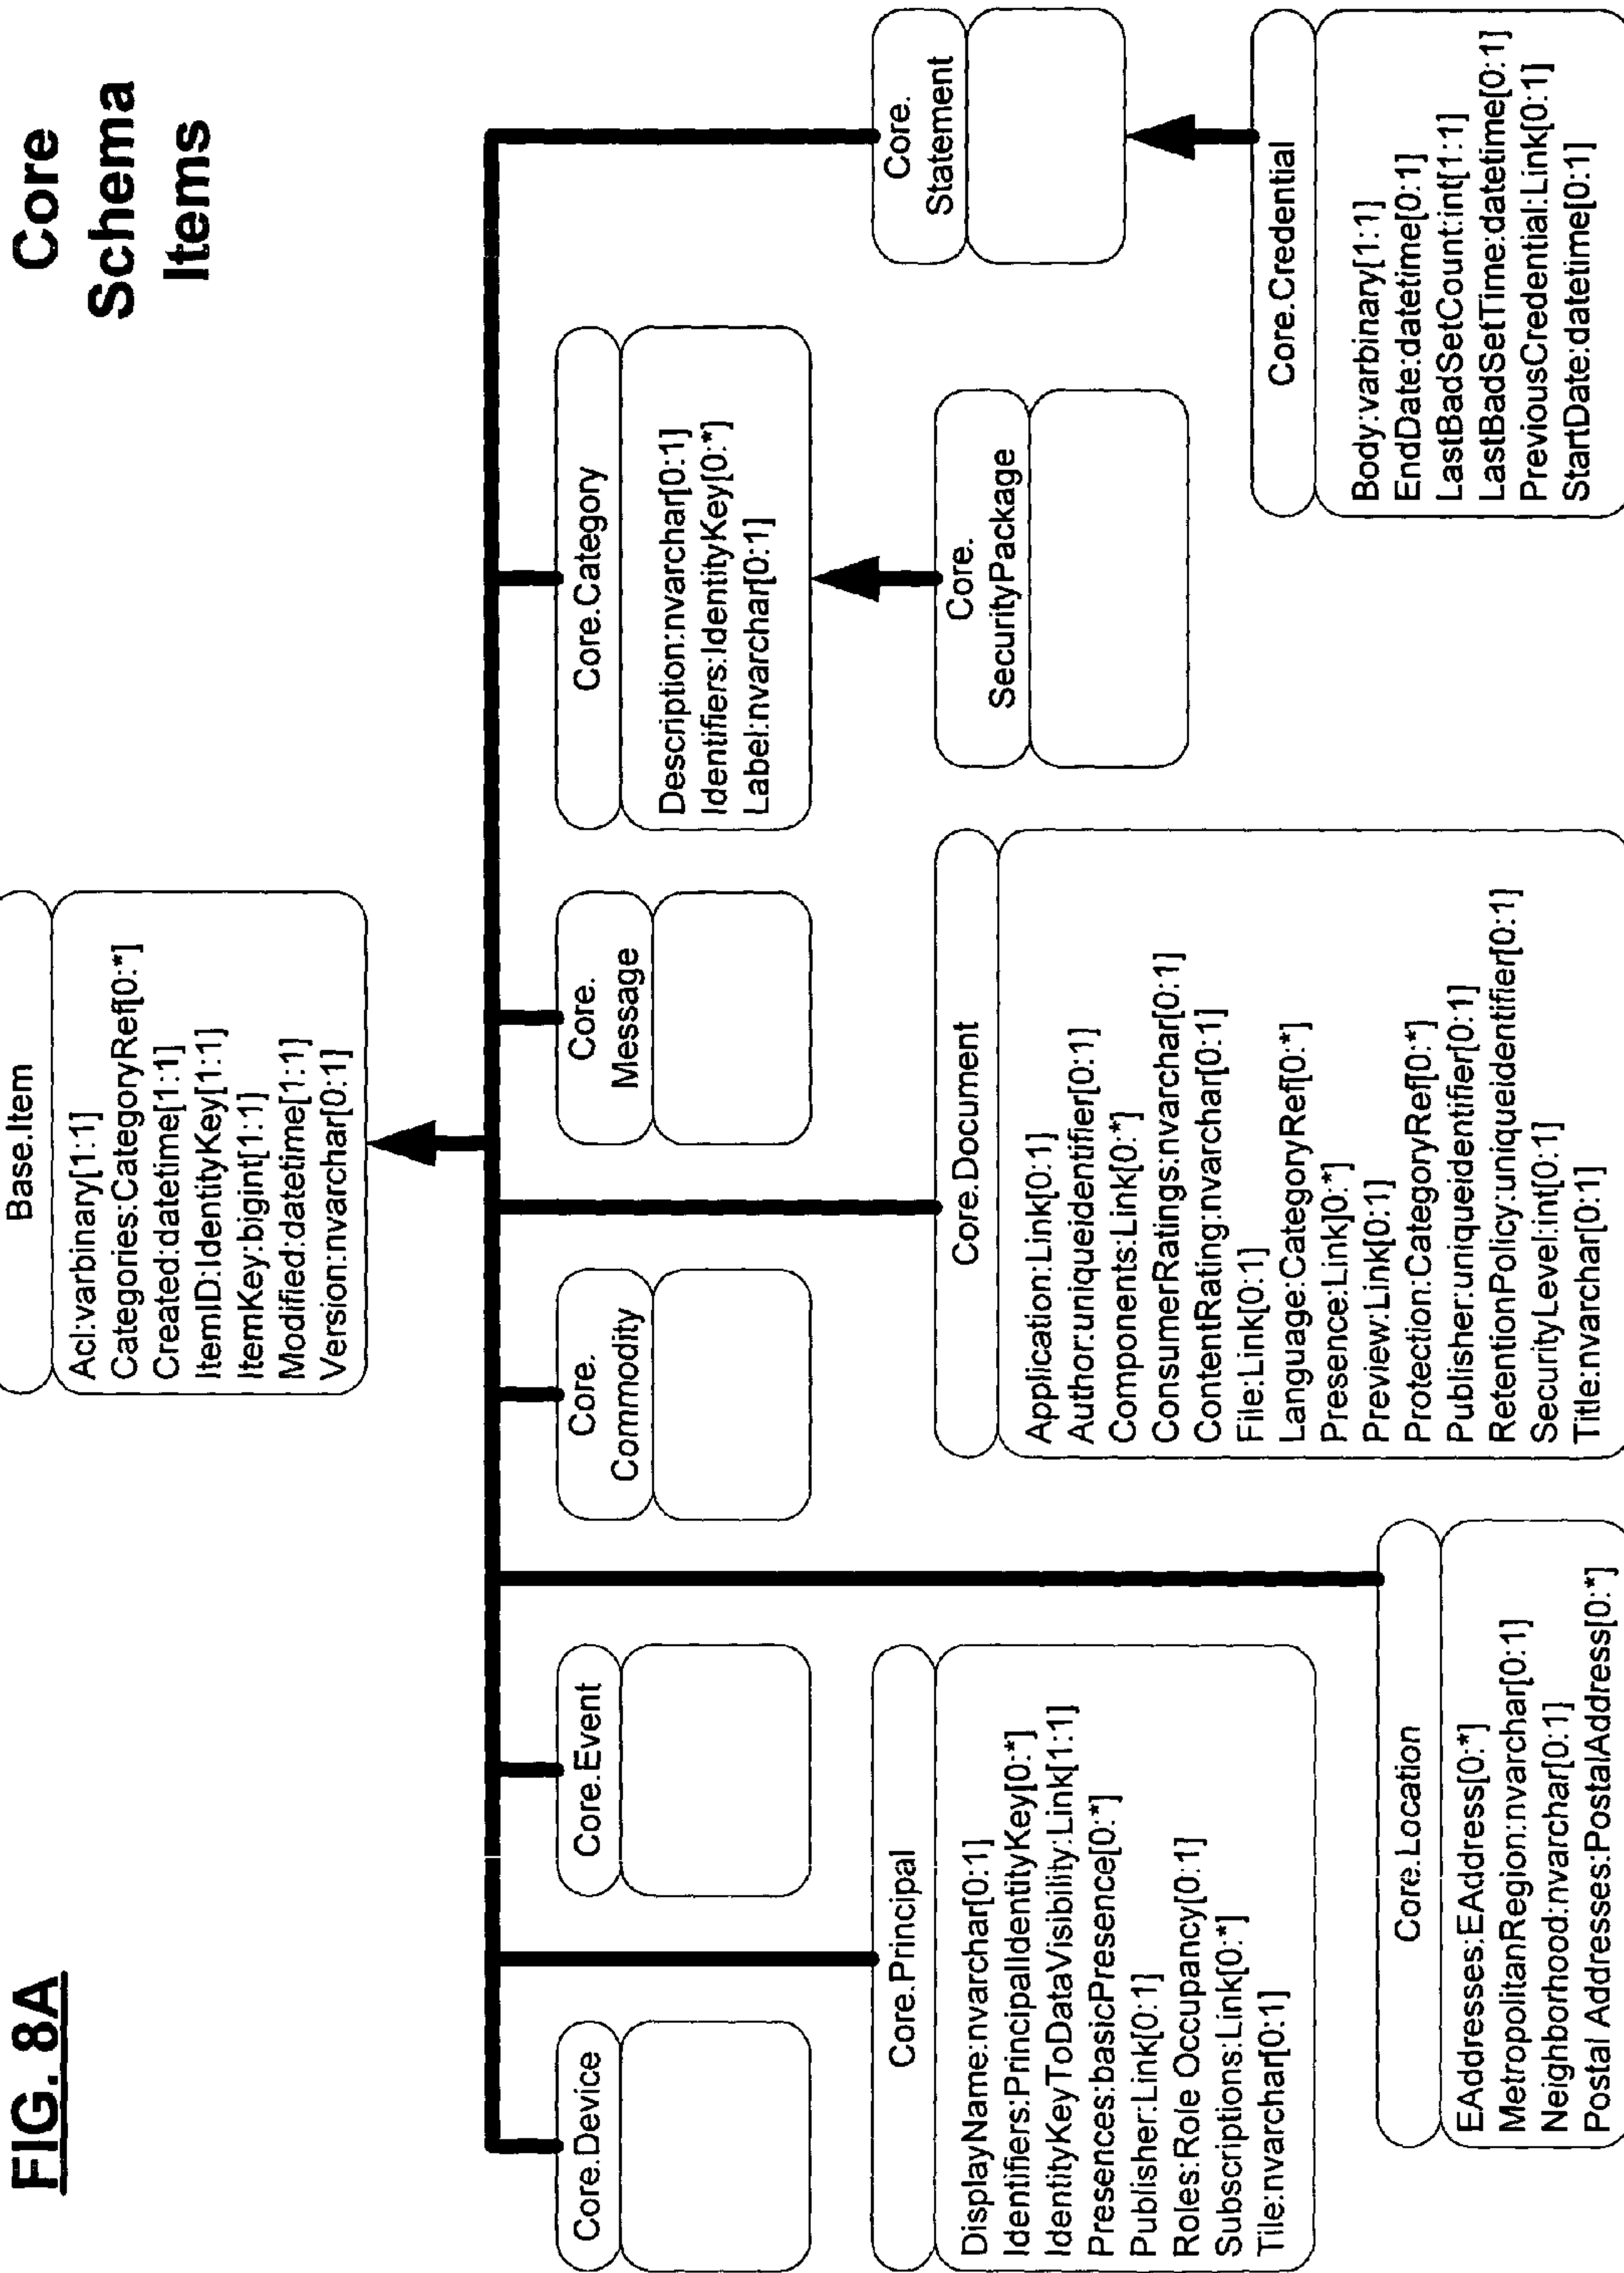 FIG. 8A
Core
Schema
Items
Base.Item
Acl:varbinary[1:1]
Categories:CategoryRef[0:*]
Created:datetime[1:1]
ItemID:IdentityKey[1:1]
ItemKey:bigint[1:1]
Modified:datetime[1:1]
Version:nvarchar[0:1]
Core.Device
Core.Event
Core.
Commodity
Core.
Message
Core.Category
Description:nvarchar[0:1]
Identifiers:IdentityKey[0:*]
Label:nvarchar[0:1]
Core.
Statement
Core.Principal
DisplayName:nvarchar[0:1]
Identifiers:PrincipalIdentityKey[0:*]
IdentityKeyToDataVisibility:Link[1:1]
Presences:basicPresence[0:*]
Publisher:Link[0:1]
Roles:Role Occupancy[0:1]
Subscriptions:Link[0:*]
Tile:nvarchar[0:1]
Core.Document
Application:Link[0:1]
Author:uniqueidentifier[0:1]
Components:Link[0:*]
ConsumerRatings:nvarchar[0:1]
ContentRating:nvarchar[0:1]
File:Link[0:1]
Language:CategoryRef[0:*]
Presence:Link]0:*]
Preview:Link[0:1]
Protection:CategoryRef[0:*]
Publisher:uniqueidentifier[0:1]
RetentionPolicy:uniqueidentifier[0:1]
SecurityLevel:int[0:1]
Title:nvarchar[0:1]
Core.
SecurityPackage
Core.Credential
Body:varbinary[1:1]
EndDate:datetime[0:1]
LastBadSetCount:int[1:1]
LastBadSetTime:datetime[0:1]
PreviousCredential:Link[0:1]
StartDate:datetime[0:1]
Core.Location
EAddresses:EAddress[0:*]
MetropolitanRegion:nvarchar[0:1]
Neighborhood:nvarchar[0:1]
Postal Addresses:PostalAddress[0:*]